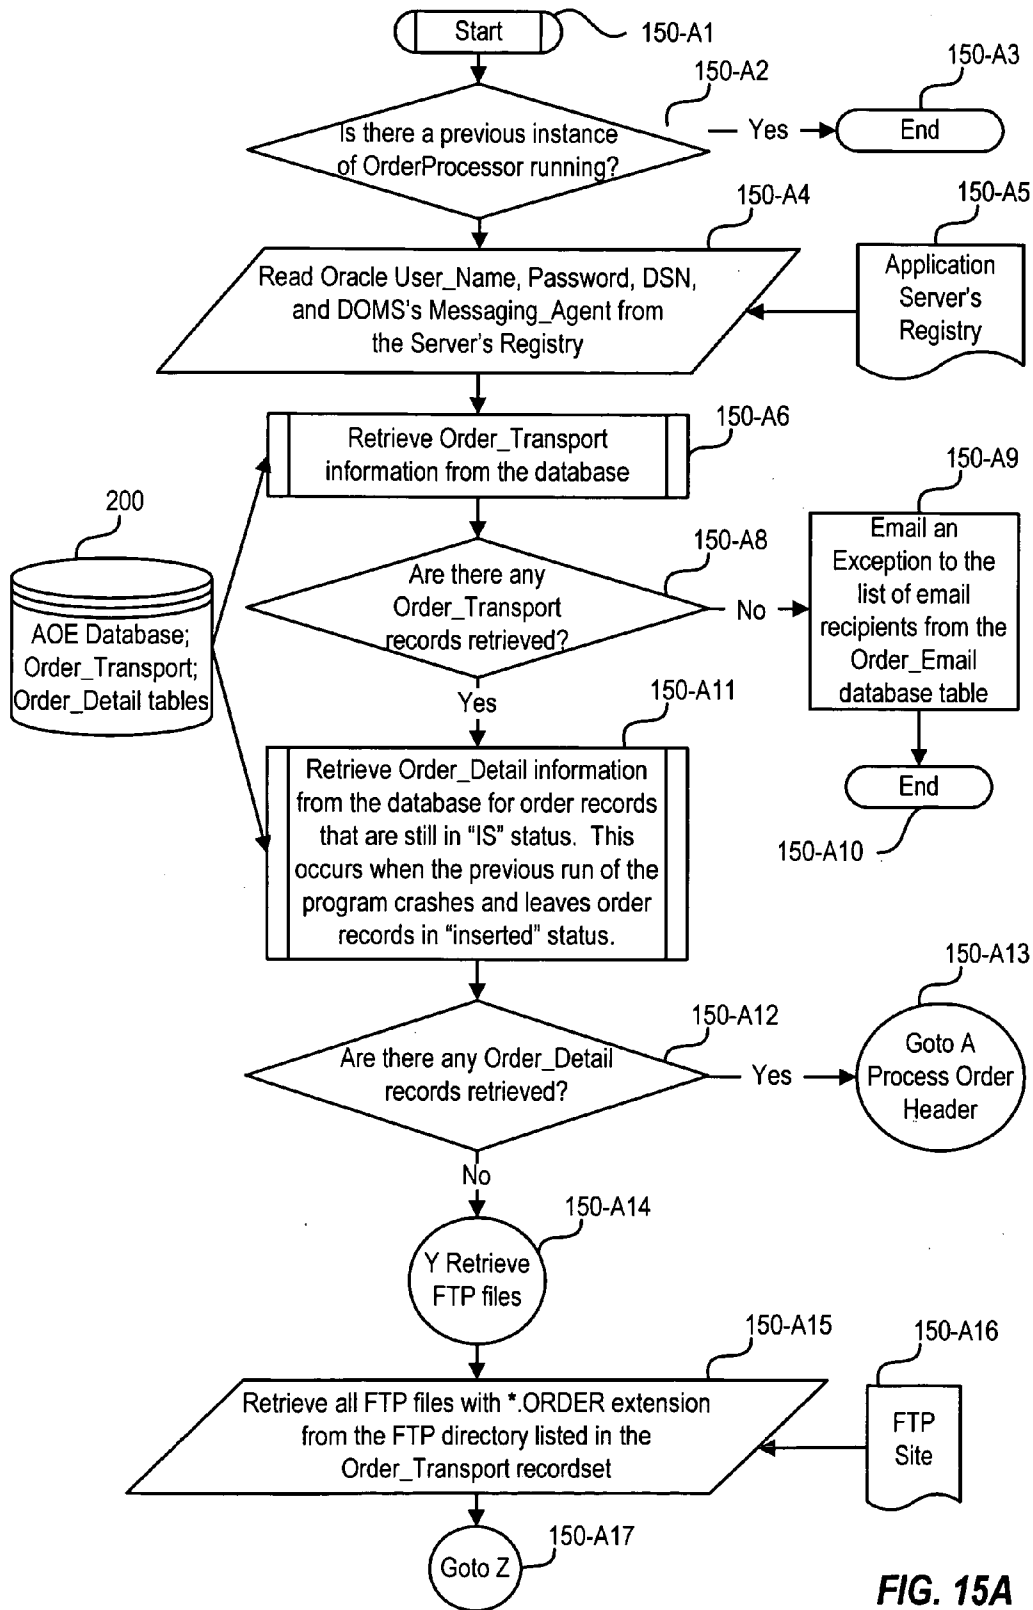 Start
150-A1
150-A2
150-A3
Is there a previous instance
of OrderProcessor running?
Yes
End
150-A4
150-A5
Read Oracle User_Name, Password, DSN,
and DOMS's Messaging_Agent from
the Server's Registry
Application
Server's
Registry
150-A6
Retrieve Order_Transport
information from the database
200
AOE Database;
Order_Transport;
Order_Detail tables
150-A8
150-A9
Are there any
Order_Transport
records retrieved?
No
Email an
Exception to the
list of email
recipients from the
Order_Email
database table
Yes
150-A11
End
150-A10
Retrieve Order_Detail information
from the database for order records
that are still in “IS” status. This
occurs when the previous run of the
program crashes and leaves order
records in “inserted” status.
150-A12
150-A13
Are there any Order_Detail
records retrieved?
Yes
Goto A
Process Order
Header
No
150-A14
Y Retrieve
FTP files
150-A15
150-A16
Retrieve all FTP files with *.ORDER extension
from the FTP directory listed in the
Order_Transport recordset
FTP
Site
150-A17
Goto Z
FIG. 15A